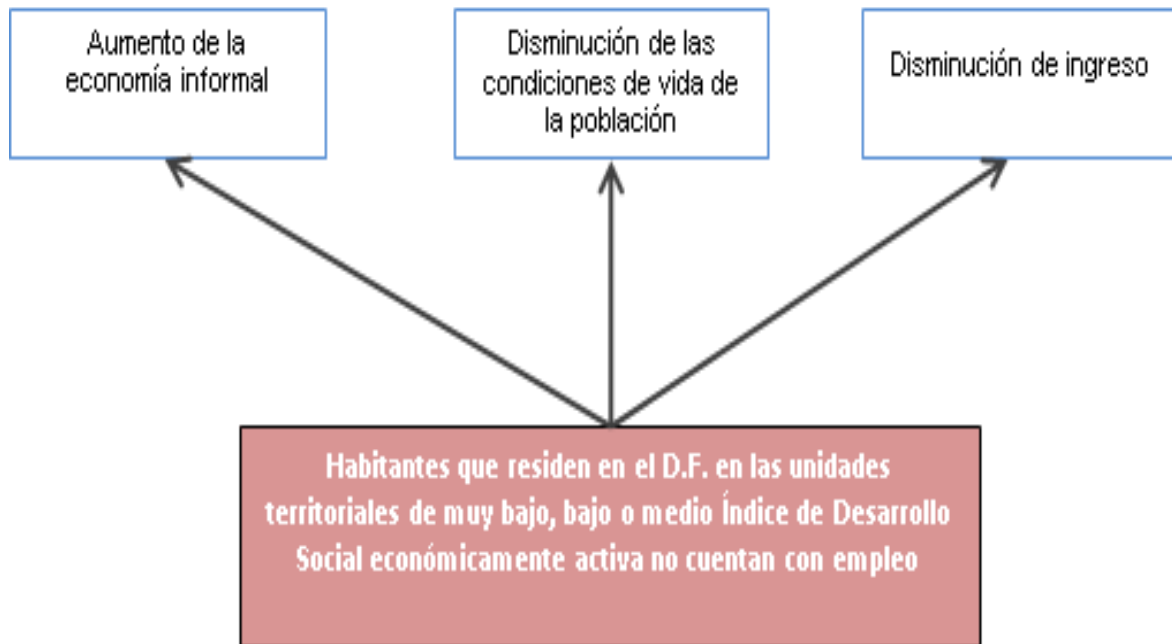 Aumento de la
economía informal
Disminución de las
condiciones de vida de
la población
Disminución de ingreso
Habitantes que residen en el D.F. en las unidades
territoriales de muy bajo, bajo o medio Índice de Desarrollo
Social económicamente activa no cuentan con empleo